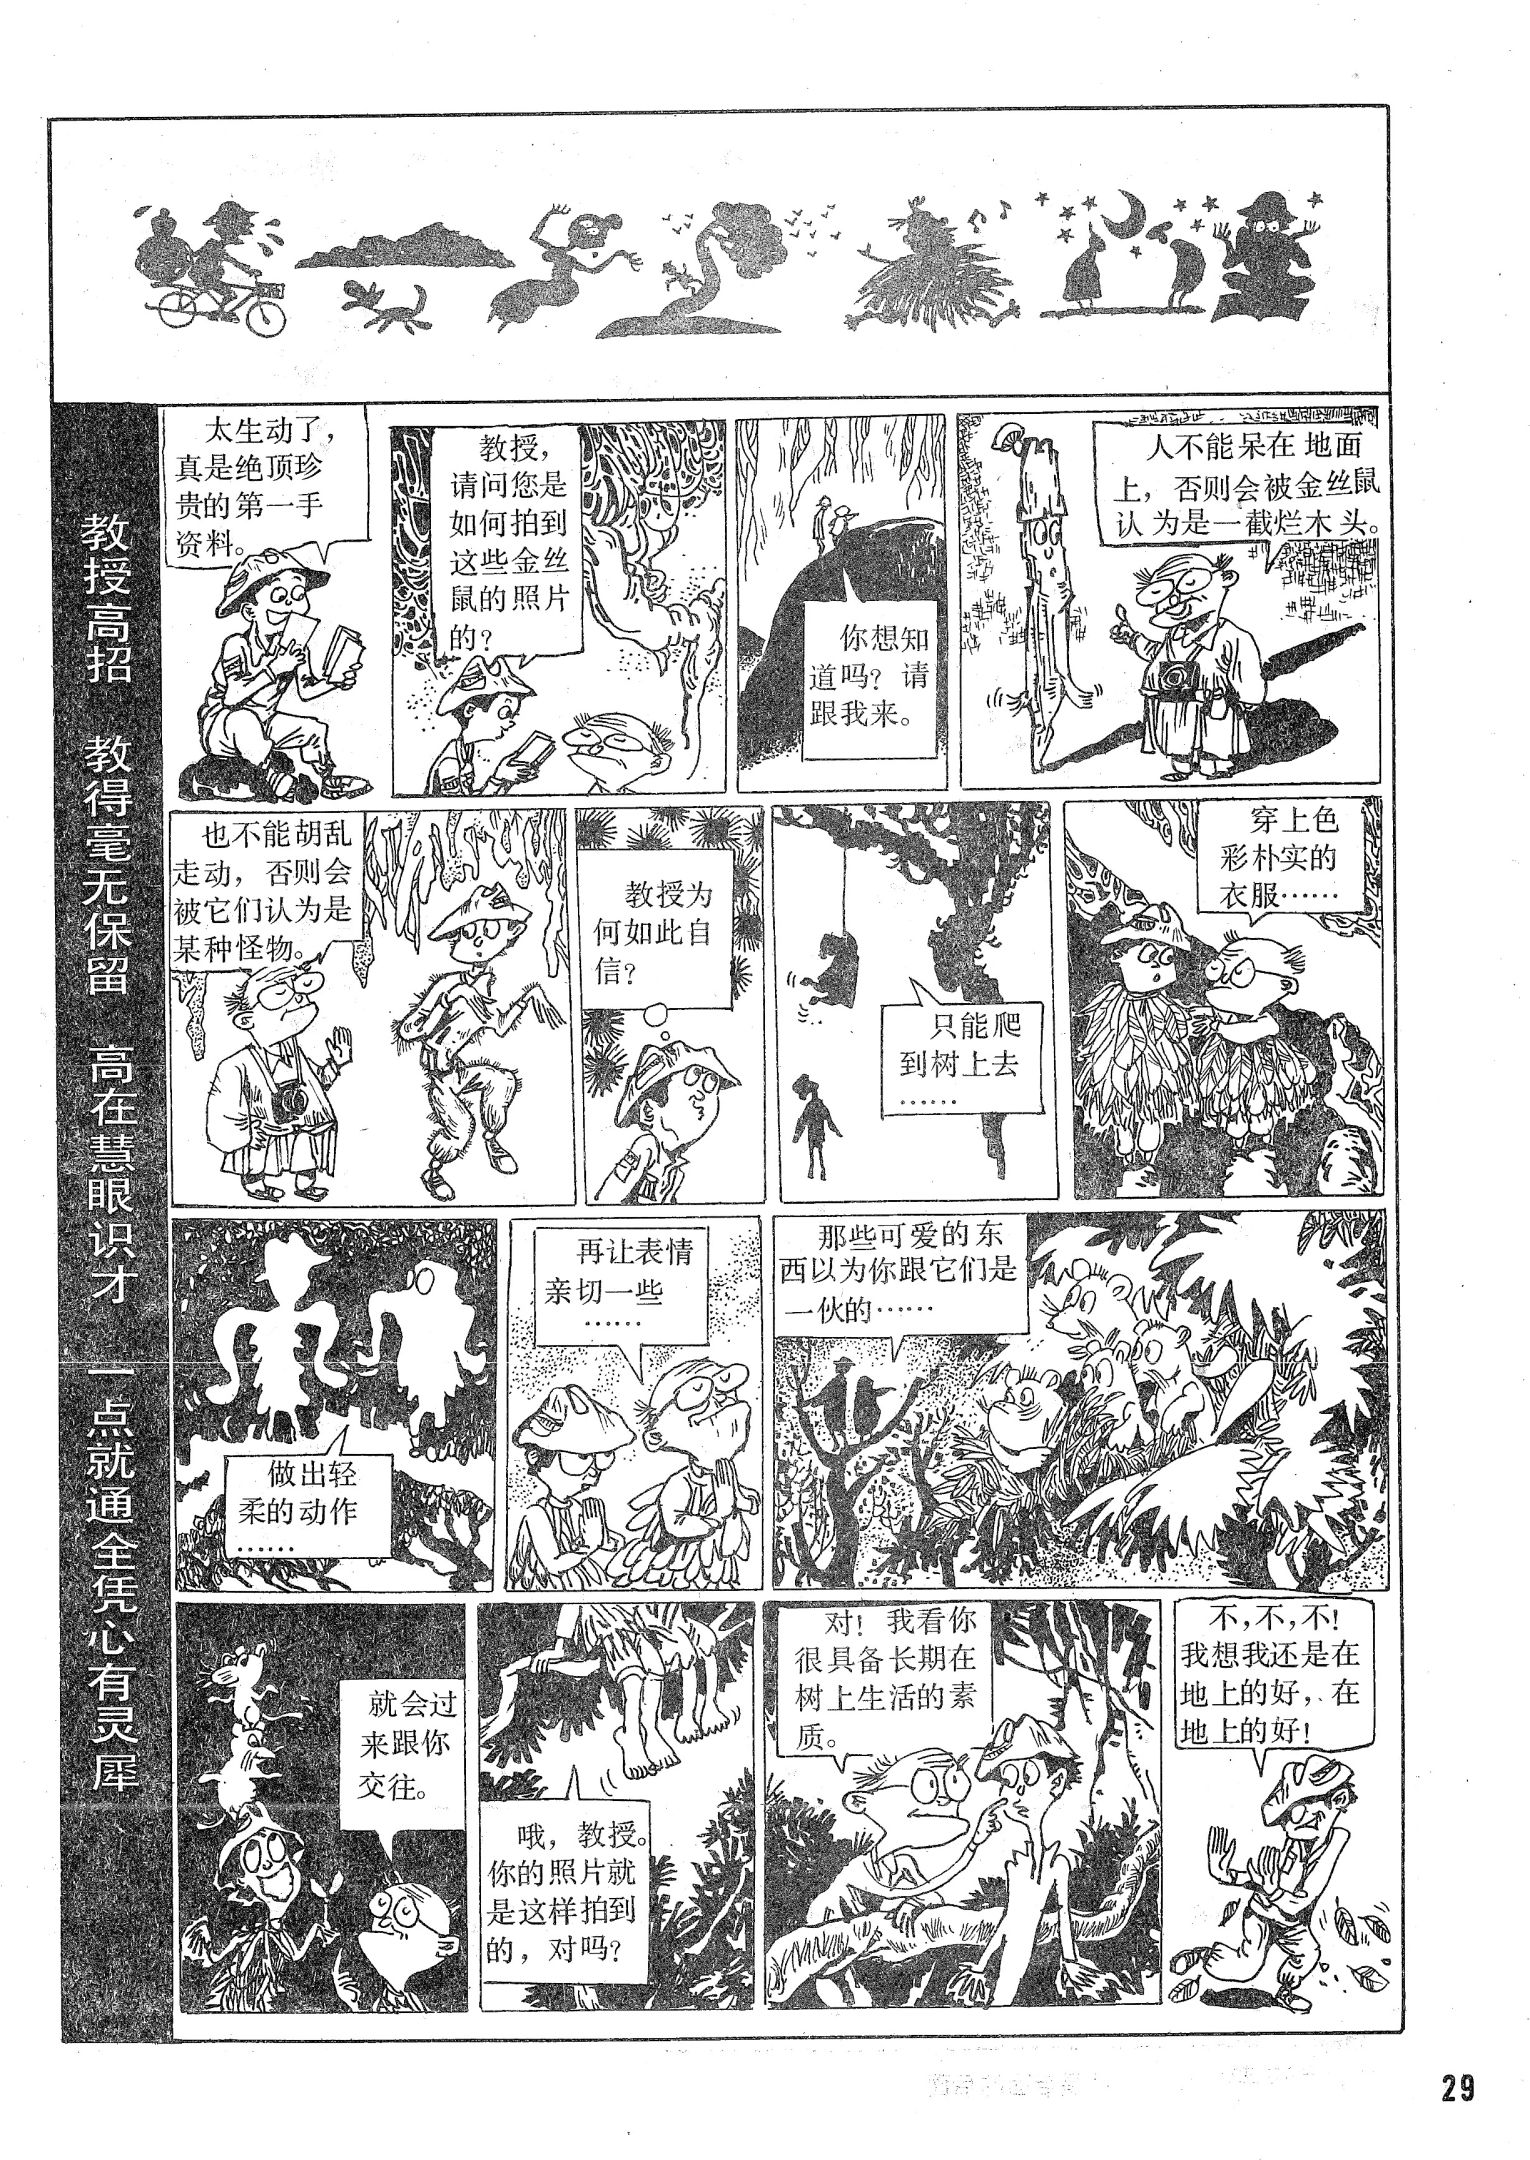 教授高招 教得毫无保留 高在慧眼识才 一点就通全凭心有灵犀
太生动了，
真是绝顶珍
贵的第一手
资料。
教授，
请问您是
如何拍到
这些金丝
鼠的照片
的？
你想知
道吗？请
跟我来。
人不能呆在地面
上，否则会被金丝鼠
认为是一截烂木头。
也不能胡乱
走动，否则会
被它们认为是
某种怪物。
教授为
何如此自
信？
只能爬
到树上去
……
穿上色
彩朴实的
衣服……
做出轻
柔的动作
……
再让表情
亲切一些
……
那些可爱的东
西以为你跟它们是
一伙的……
就会过
来跟你
交往。
哦，教授。
你的照片就
是这样拍到
的，对吗？
对！我看你
很具备长期在
树上生活的素
质。
不，不，不！
我想我还是在
地上的好，在
地上的好！
29